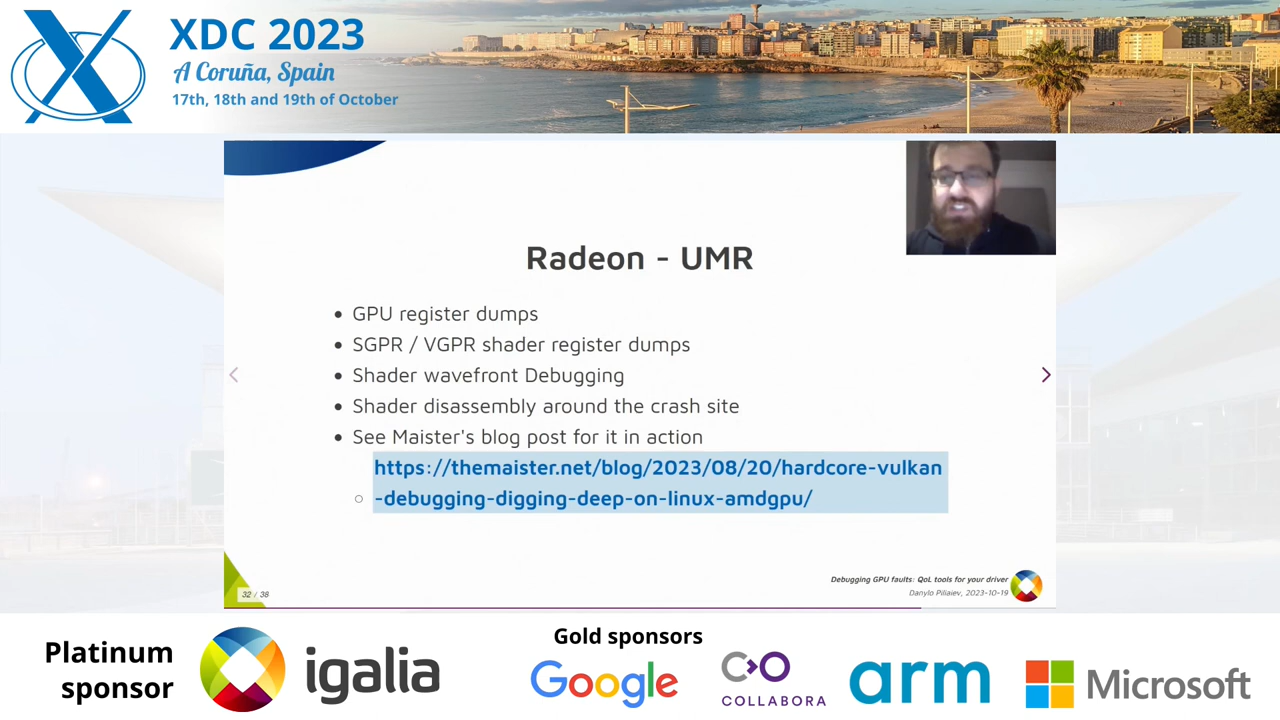 XDC 2023
A Coruña, Spain
17th, 18th and 19th of October
Radeon - UMR
• GPU register dumps
• SGPR / VGPR shader register dumps
• Shader wavefront Debugging
• Shader disassembly around the crash site
• See Maister's blog post for it in action
https://themaister.net/blog/2023/08/20/hardcore-vulkan
-debugging-digging-deep-on-linux-amdgpu/
32 / 38
Debugging GPU faults: QoL tools for your driver
Danylo Piliaiev, 2023-10-19
Platinum
sponsor
igalia
Gold sponsors
Google
COLLABORA
arm
Microsoft